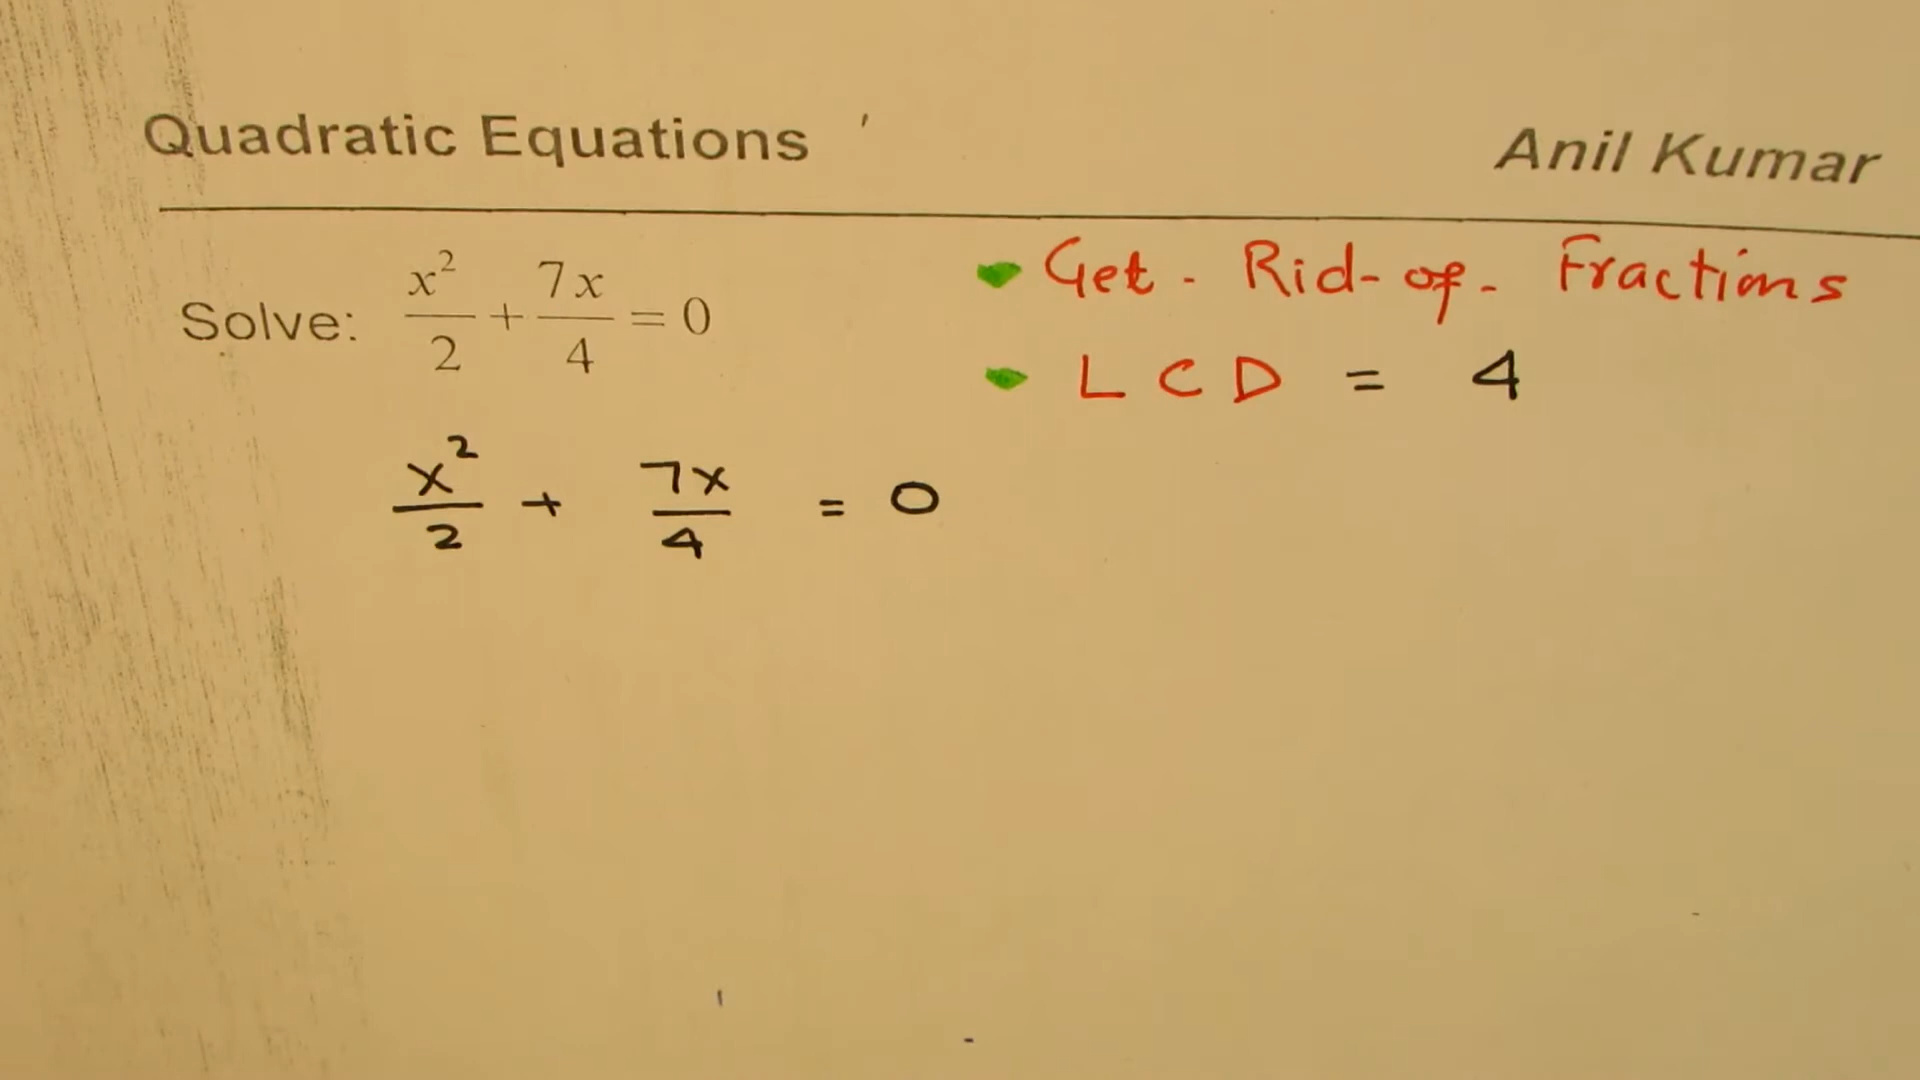 Quadratic Equations
Anil Kumar
Solve: x²/2 + 7x/4 = 0
Get - Rid - of - Fractions
LCD = 4
x²/2 + 7x/4 = 0